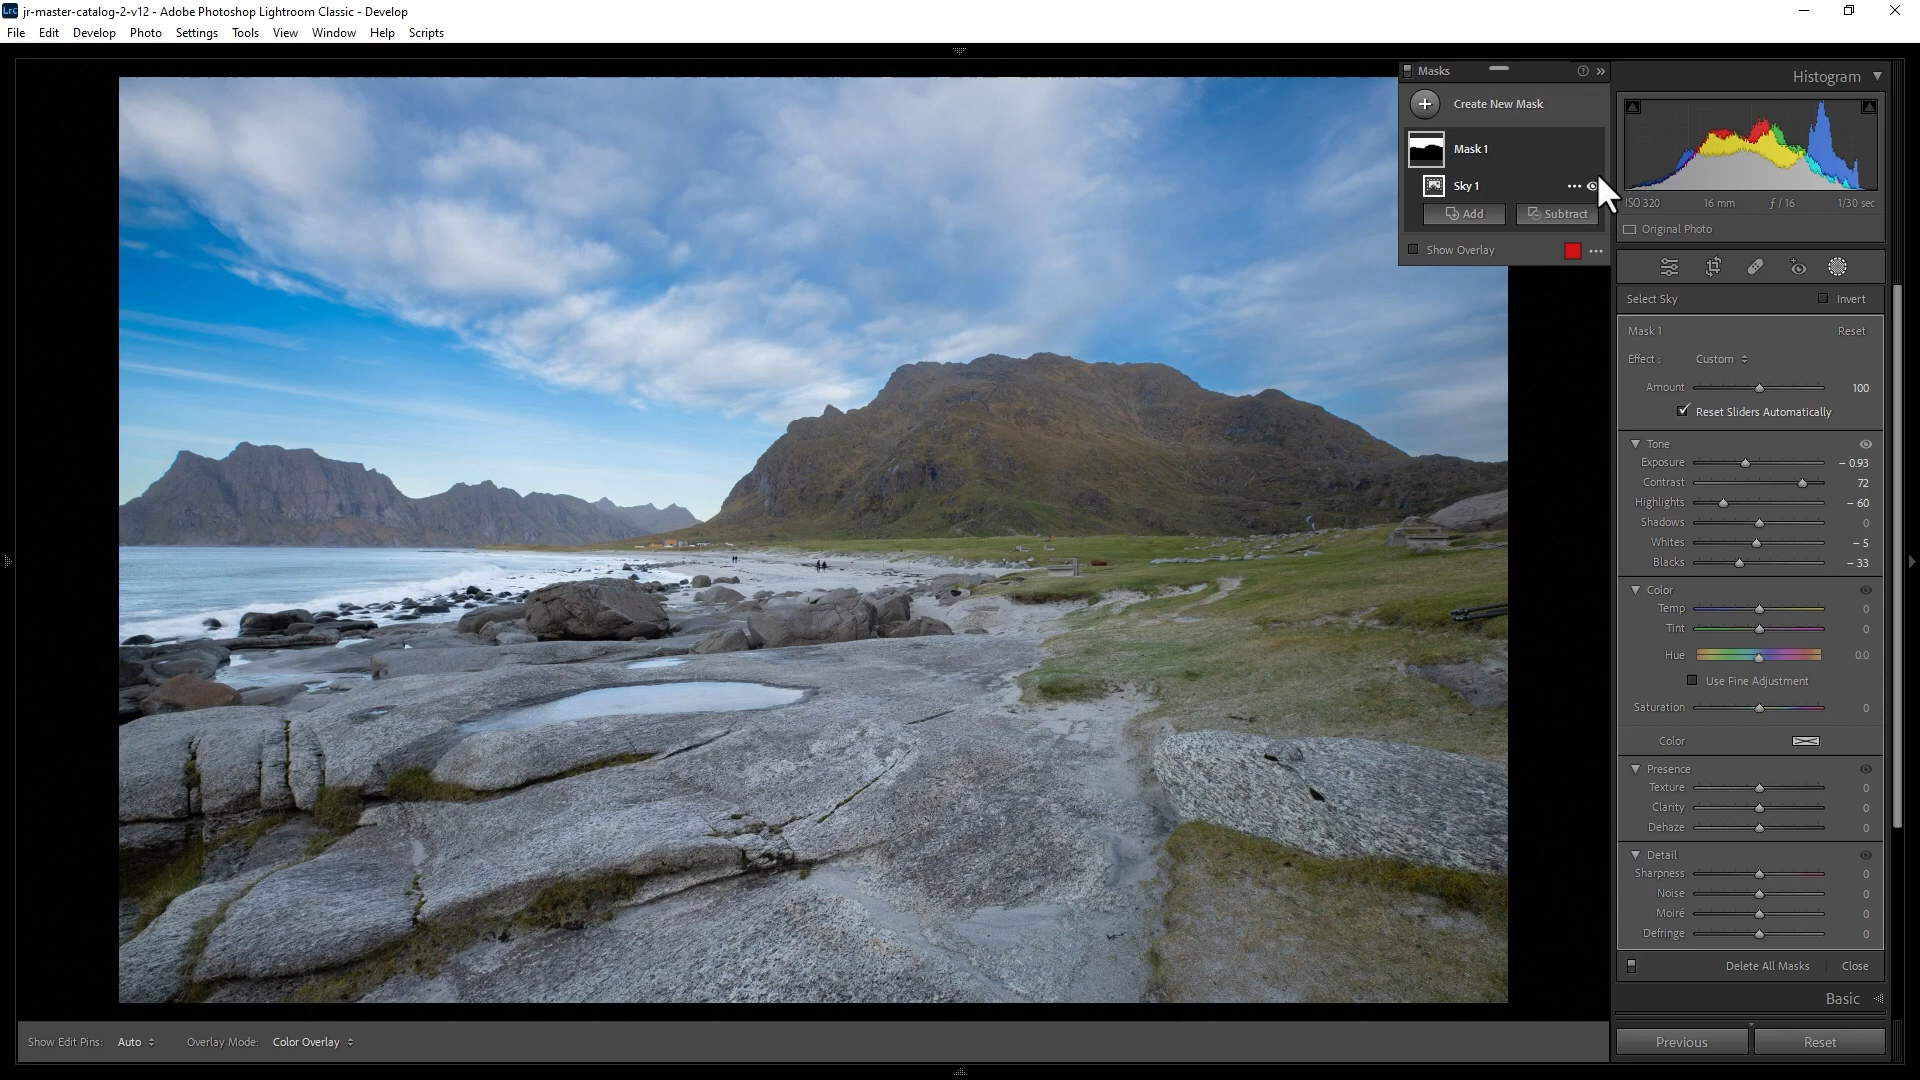 Lrc jr-master-catalog-2-v12 - Adobe Photoshop Lightroom Classic - Develop
File Edit Develop Photo Settings Tools View Window Help Scripts
Masks
Create New Mask
Mask 1
Sky 1
Add Subtract
Show Overlay
Histogram
ISO 320 16 mm ƒ / 16 1/30 sec
Original Photo
Select Sky Invert
Mask 1 Reset
Effect : Custom
Amount 100
Reset Sliders Automatically
Tone
Exposure – 0.93
Contrast 72
Highlights – 60
Shadows 0
Whites – 5
Blacks – 33
Color
Temp 0
Tint 0
Hue 0.0
Use Fine Adjustment
Saturation 0
Color
Presence
Texture 0
Clarity 0
Dehaze 0
Detail
Sharpness 0
Noise 0
Moiré 0
Defringe 0
Delete All Masks Close
Basic
Previous Reset
Show Edit Pins: Auto Overlay Mode: Color Overlay